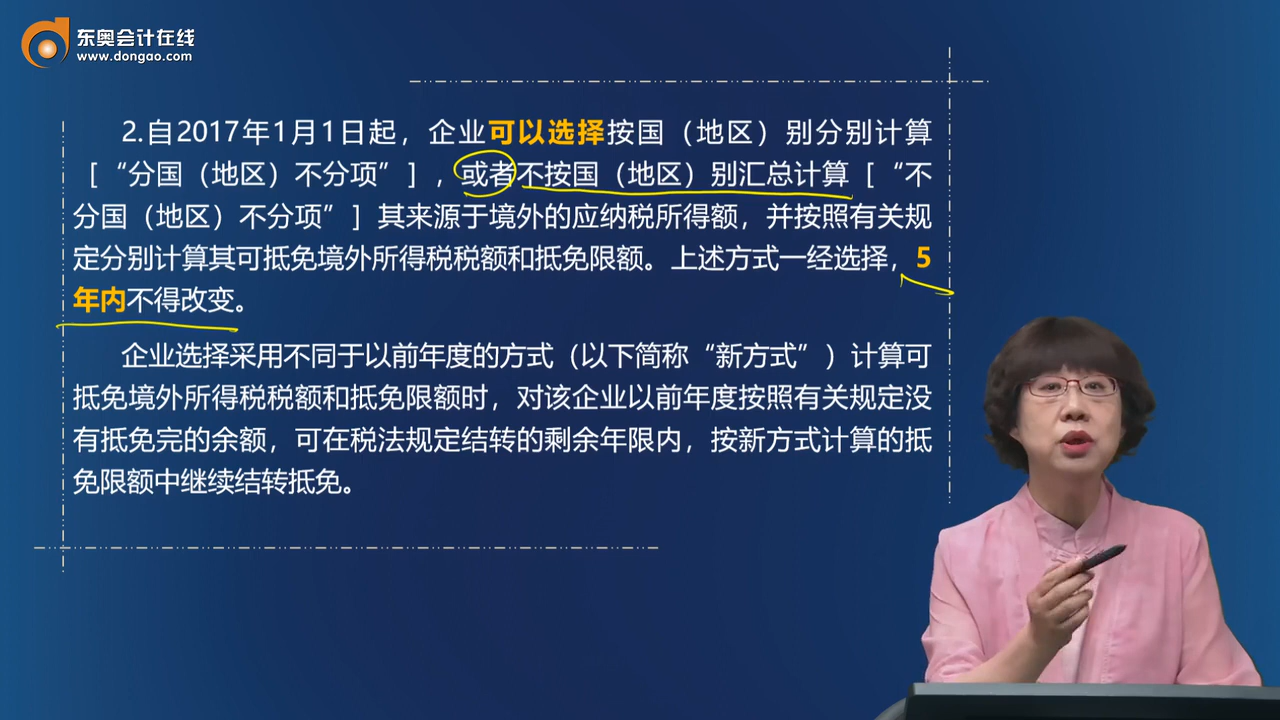 东奥会计在线
www.dongao.com
2.自2017年1月1日起，企业可以选择按国（地区）别分别计算
［“分国（地区）不分项”］，或者不按国（地区）别汇总计算［“不
分国（地区）不分项”］其来源于境外的应纳税所得额，并按照有关规
定分别计算其可抵免境外所得税税额和抵免限额。上述方式一经选择，5
年内不得改变。
企业选择采用不同于以前年度的方式（以下简称“新方式”）计算可
抵免境外所得税税额和抵免限额时，对该企业以前年度按照有关规定没
有抵免完的余额，可在税法规定结转的剩余年限内，按新方式计算的抵
免限额中继续结转抵免。